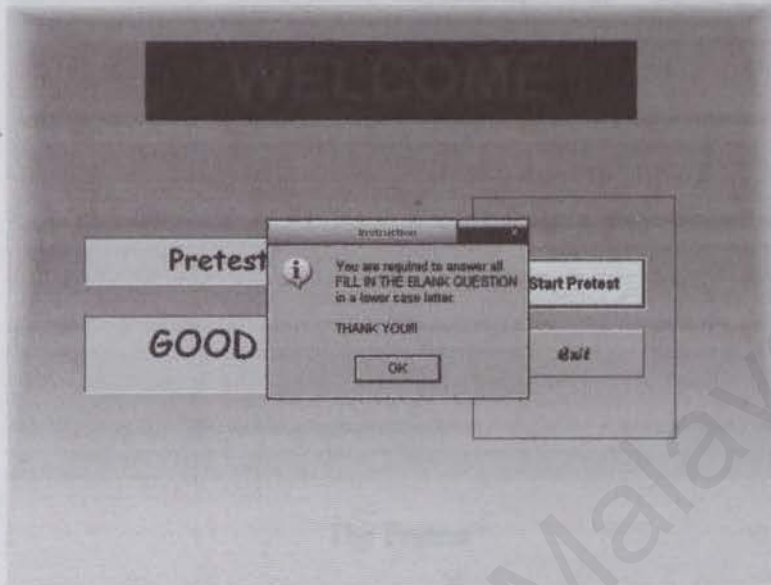 WELCOME
Instruction
Pretest
You are required to answer all
FILL IN THE BLANK QUESTION
in a lower case letter.
THANK YOU!!!
OK
GOOD
Start Pretest
exit
Malay